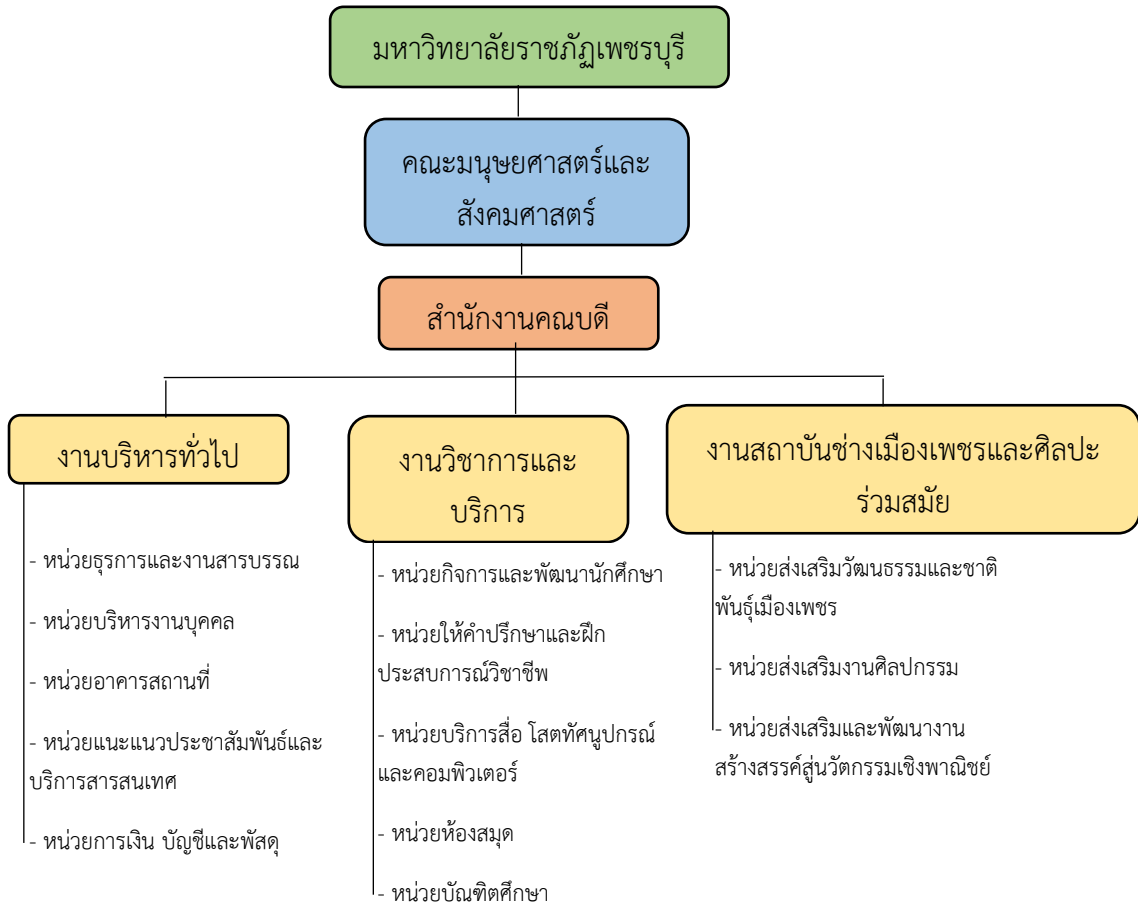 มหาวิทยาลัยราชภัฏเพชรบุรี
คณะมนุษยศาสตร์และ
สังคมศาสตร์
สำนักงานคณบดี
งานบริหารทั่วไป
- หน่วยธุรการและงานสารบรรณ
- หน่วยบริหารงานบุคคล
- หน่วยอาคารสถานที่
- หน่วยแนะแนวประชาสัมพันธ์และ
บริการสารสนเทศ
- หน่วยการเงิน บัญชีและพัสดุ
งานวิชาการและ
บริการ
- หน่วยกิจการและพัฒนานักศึกษา
- หน่วยให้คำปรึกษาและฝึก
ประสบการณ์วิชาชีพ
- หน่วยบริการสื่อ โสตทัศนูปกรณ์
และคอมพิวเตอร์
- หน่วยห้องสมุด
- หน่วยบัณฑิตศึกษา
งานสถาบันช่างเมืองเพชรและศิลปะ
ร่วมสมัย
- หน่วยส่งเสริมวัฒนธรรมและชาติ
พันธุ์เมืองเพชร
- หน่วยส่งเสริมงานศิลปกรรม
- หน่วยส่งเสริมและพัฒนางาน
สร้างสรรค์สู่นวัตกรรมเชิงพาณิชย์